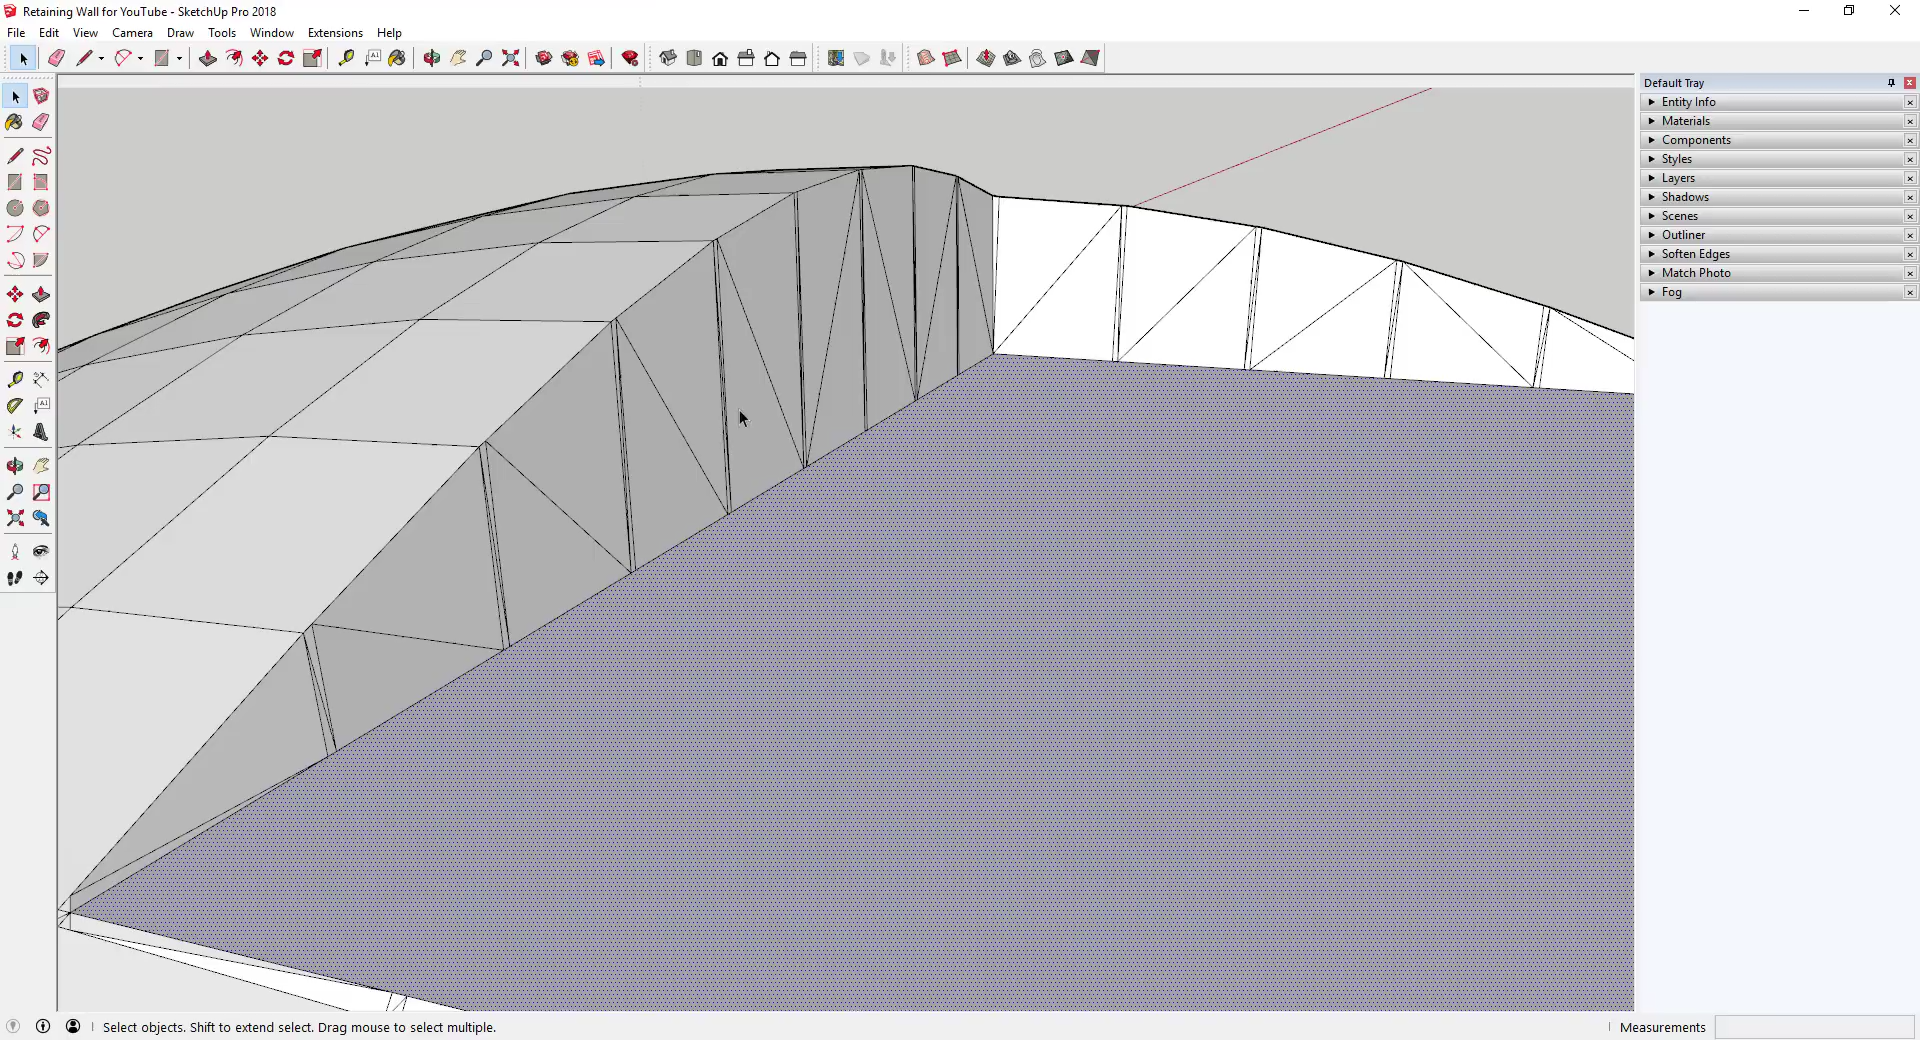 Retaining Wall for YouTube - SketchUp Pro 2018
File Edit View Camera Draw Tools Window Extensions Help
Default Tray
Entity Info
Materials
Components
Styles
Layers
Shadows
Scenes
Outliner
Soften Edges
Match Photo
Fog
Select objects. Shift to extend select. Drag mouse to select multiple.
Measurements